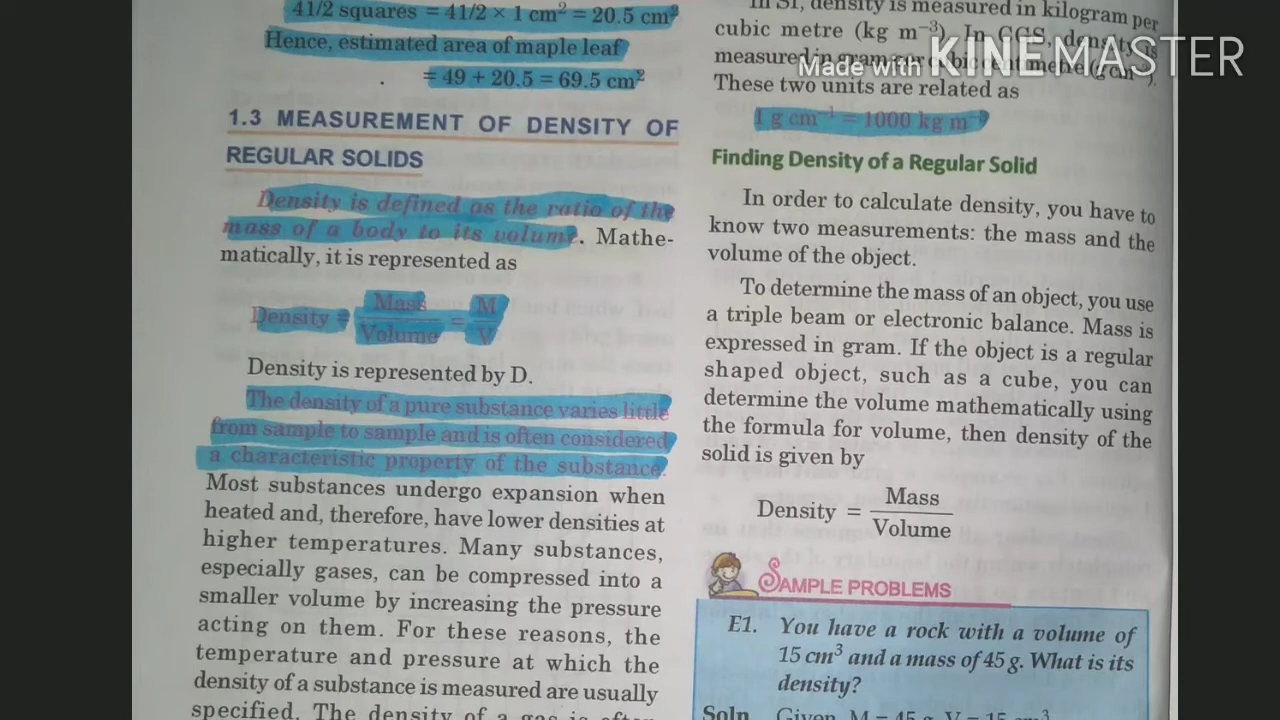 41/2 squares = 41/2 × 1 cm² = 20.5 cm²
Hence, estimated area of maple leaf
= 49 + 20.5 = 69.5 cm²
1.3 MEASUREMENT OF DENSITY OF
REGULAR SOLIDS
Density is defined as the ratio of the
mass of a body to its volume. Mathe-
matically, it is represented as
Density = Mass/Volume = M/V
Density is represented by D.
The density of a pure substance varies little
from sample to sample and is often considered
a characteristic property of the substance.
Most substances undergo expansion when
heated and, therefore, have lower densities at
higher temperatures. Many substances,
especially gases, can be compressed into a
smaller volume by increasing the pressure
acting on them. For these reasons, the
temperature and pressure at which the
density of a substance is measured are usually
specified. The density of a gas is often
In SI, density is measured in kilogram per
cubic metre (kg m⁻³). In CGS, density is
measured in gram per cubic centimetre (g cm⁻³).
Made with KINEMASTER
These two units are related as
1 g cm⁻¹ = 1000 kg m⁻³
Finding Density of a Regular Solid
In order to calculate density, you have to
know two measurements: the mass and the
volume of the object.
To determine the mass of an object, you use
a triple beam or electronic balance. Mass is
expressed in gram. If the object is a regular
shaped object, such as a cube, you can
determine the volume mathematically using
the formula for volume, then density of the
solid is given by
Density = Mass/Volume
SAMPLE PROBLEMS
E1. You have a rock with a volume of
15 cm³ and a mass of 45 g. What is its
density?
Soln. Given, M = 45 g, V = 15 cm³